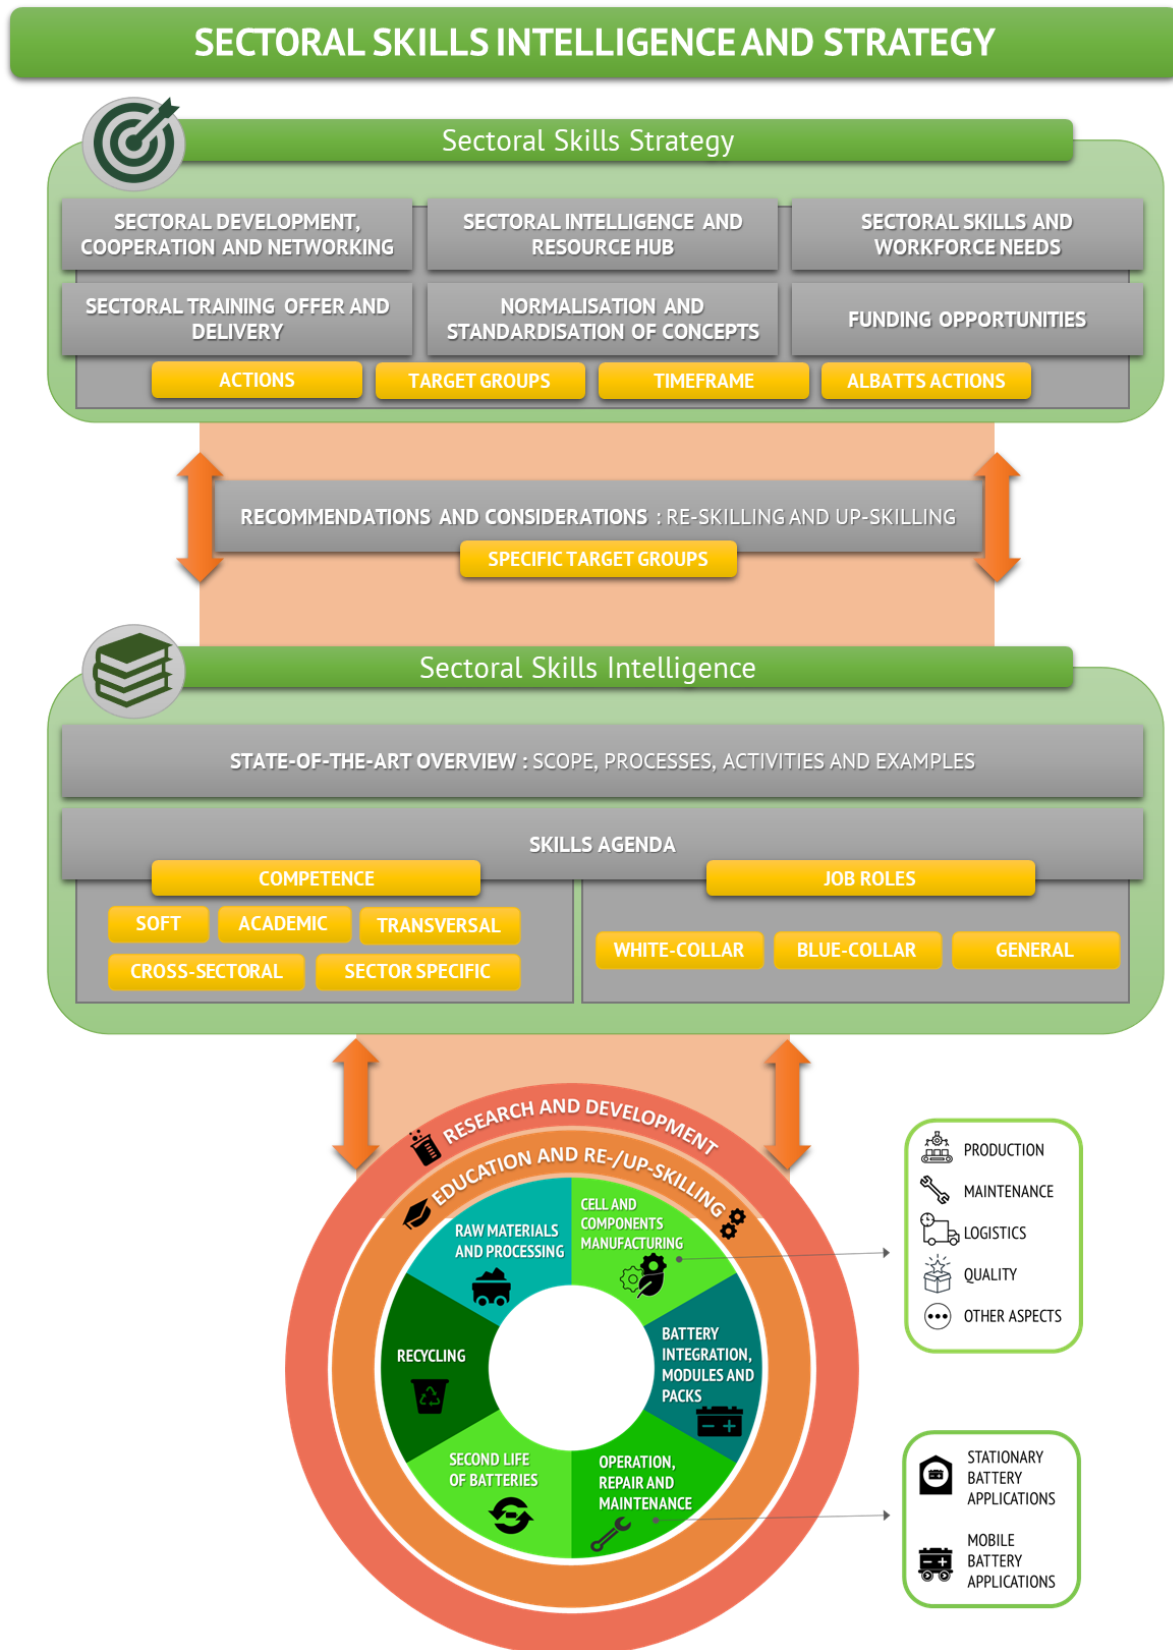 SECTORAL SKILLS INTELLIGENCE AND STRATEGY
Sectoral Skills Strategy
SECTORAL DEVELOPMENT,
COOPERATION AND NETWORKING
SECTORAL INTELLIGENCE AND
RESOURCE HUB
SECTORAL SKILLS AND
WORKFORCE NEEDS
SECTORAL TRAINING OFFER AND
DELIVERY
NORMALISATION AND
STANDARDISATION OF CONCEPTS
FUNDING OPPORTUNITIES
ACTIONS
TARGET GROUPS
TIMEFRAME
ALBATTS ACTIONS
RECOMMENDATIONS AND CONSIDERATIONS : RE-SKILLING AND UP-SKILLING
SPECIFIC TARGET GROUPS
Sectoral Skills Intelligence
STATE-OF-THE-ART OVERVIEW : SCOPE, PROCESSES, ACTIVITIES AND EXAMPLES
SKILLS AGENDA
COMPETENCE
SOFT
ACADEMIC
TRANSVERSAL
CROSS-SECTORAL
SECTOR SPECIFIC
JOB ROLES
WHITE-COLLAR
BLUE-COLLAR
GENERAL
RESEARCH AND DEVELOPMENT
EDUCATION AND RE-/UP-SKILLING
RAW MATERIALS
AND PROCESSING
CELL AND
COMPONENTS
MANUFACTURING
BATTERY
INTEGRATION,
MODULES AND
PACKS
OPERATION,
REPAIR AND
MAINTENANCE
SECOND LIFE
OF BATTERIES
RECYCLING
PRODUCTION
MAINTENANCE
LOGISTICS
QUALITY
OTHER ASPECTS
STATIONARY
BATTERY
APPLICATIONS
MOBILE
BATTERY
APPLICATIONS